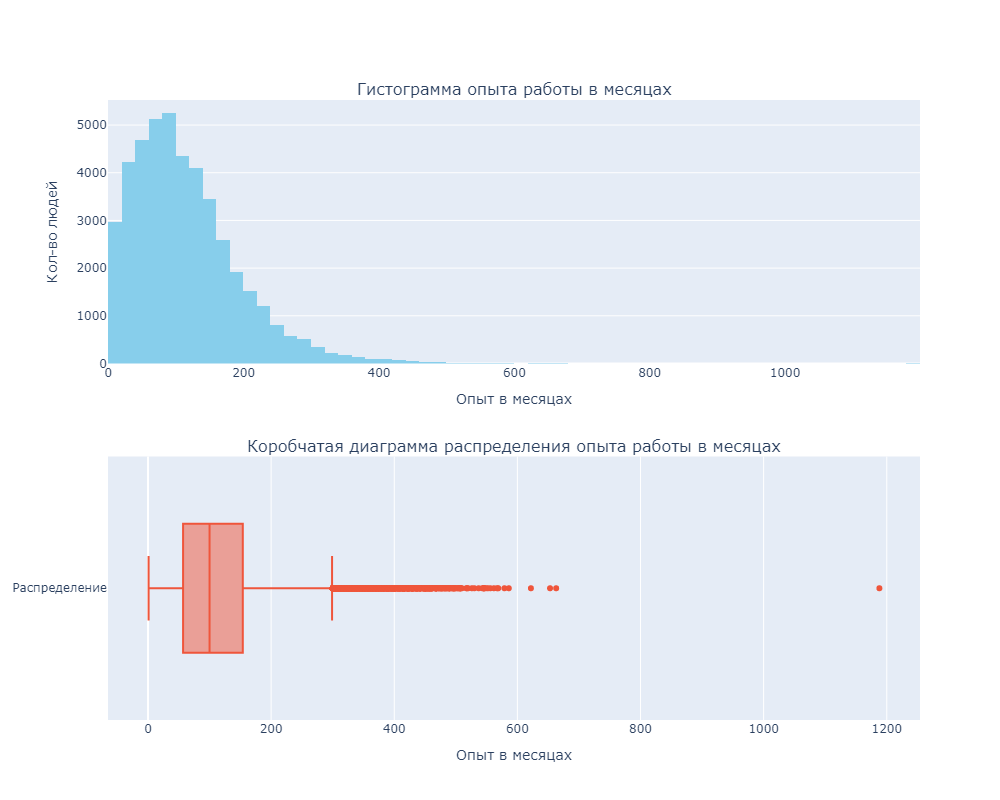 Гистограмма опыта работы в месяцах
5000
4000
3000
2000
1000
0
Кол-во людей
0 200 400 600 800 1000
Опыт в месяцах
Коробчатая диаграмма распределения опыта работы в месяцах
Распределение
0 200 400 600 800 1000 1200
Опыт в месяцах